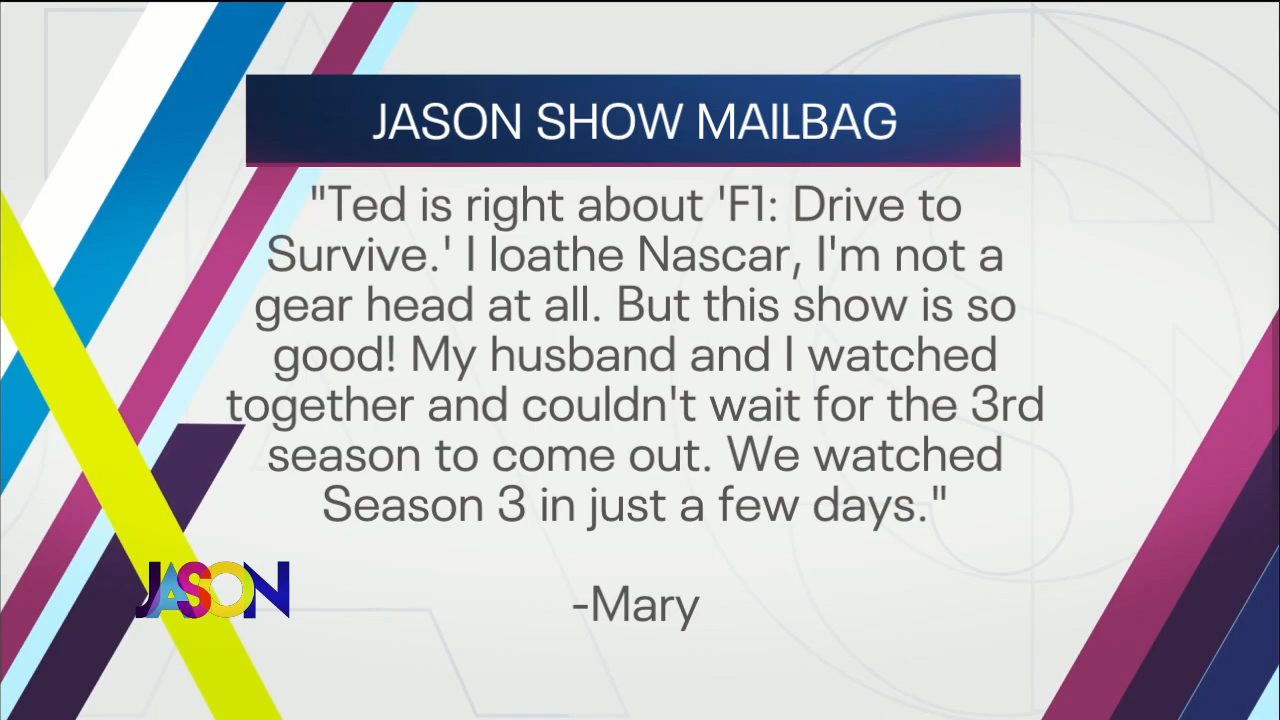 JASON SHOW MAILBAG
"Ted is right about 'F1: Drive to
Survive.' I loathe Nascar, I'm not a
gear head at all. But this show is so
good! My husband and I watched
together and couldn't wait for the 3rd
season to come out. We watched
Season 3 in just a few days."
-Mary
JASON